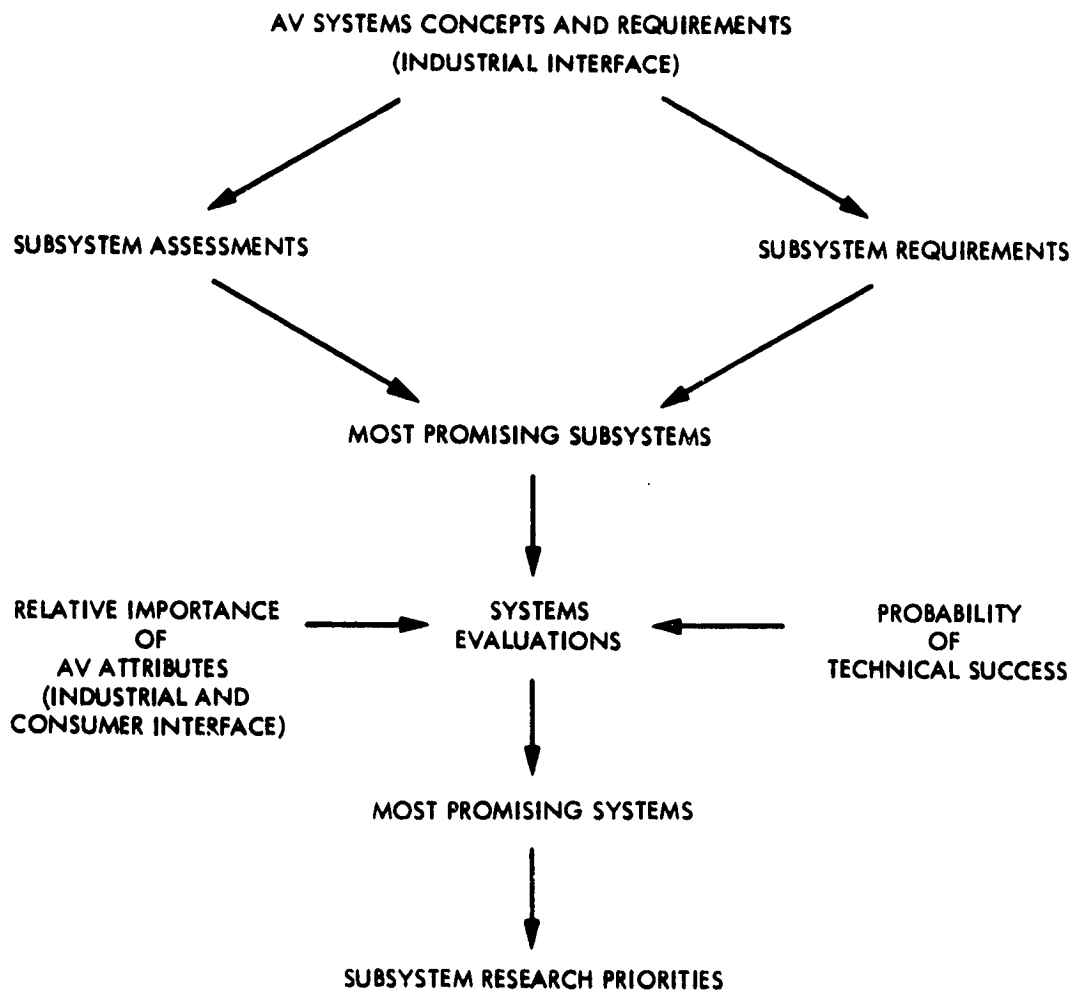 AV SYSTEMS CONCEPTS AND REQUIREMENTS
(INDUSTRIAL INTERFACE)
SUBSYSTEM ASSESSMENTS
SUBSYSTEM REQUIREMENTS
MOST PROMISING SUBSYSTEMS
RELATIVE IMPORTANCE
OF
AV ATTRIBUTES
(INDUSTRIAL AND
CONSUMER INTERFACE)
SYSTEMS
EVALUATIONS
PROBABILITY
OF
TECHNICAL SUCCESS
MOST PROMISING SYSTEMS
SUBSYSTEM RESEARCH PRIORITIES